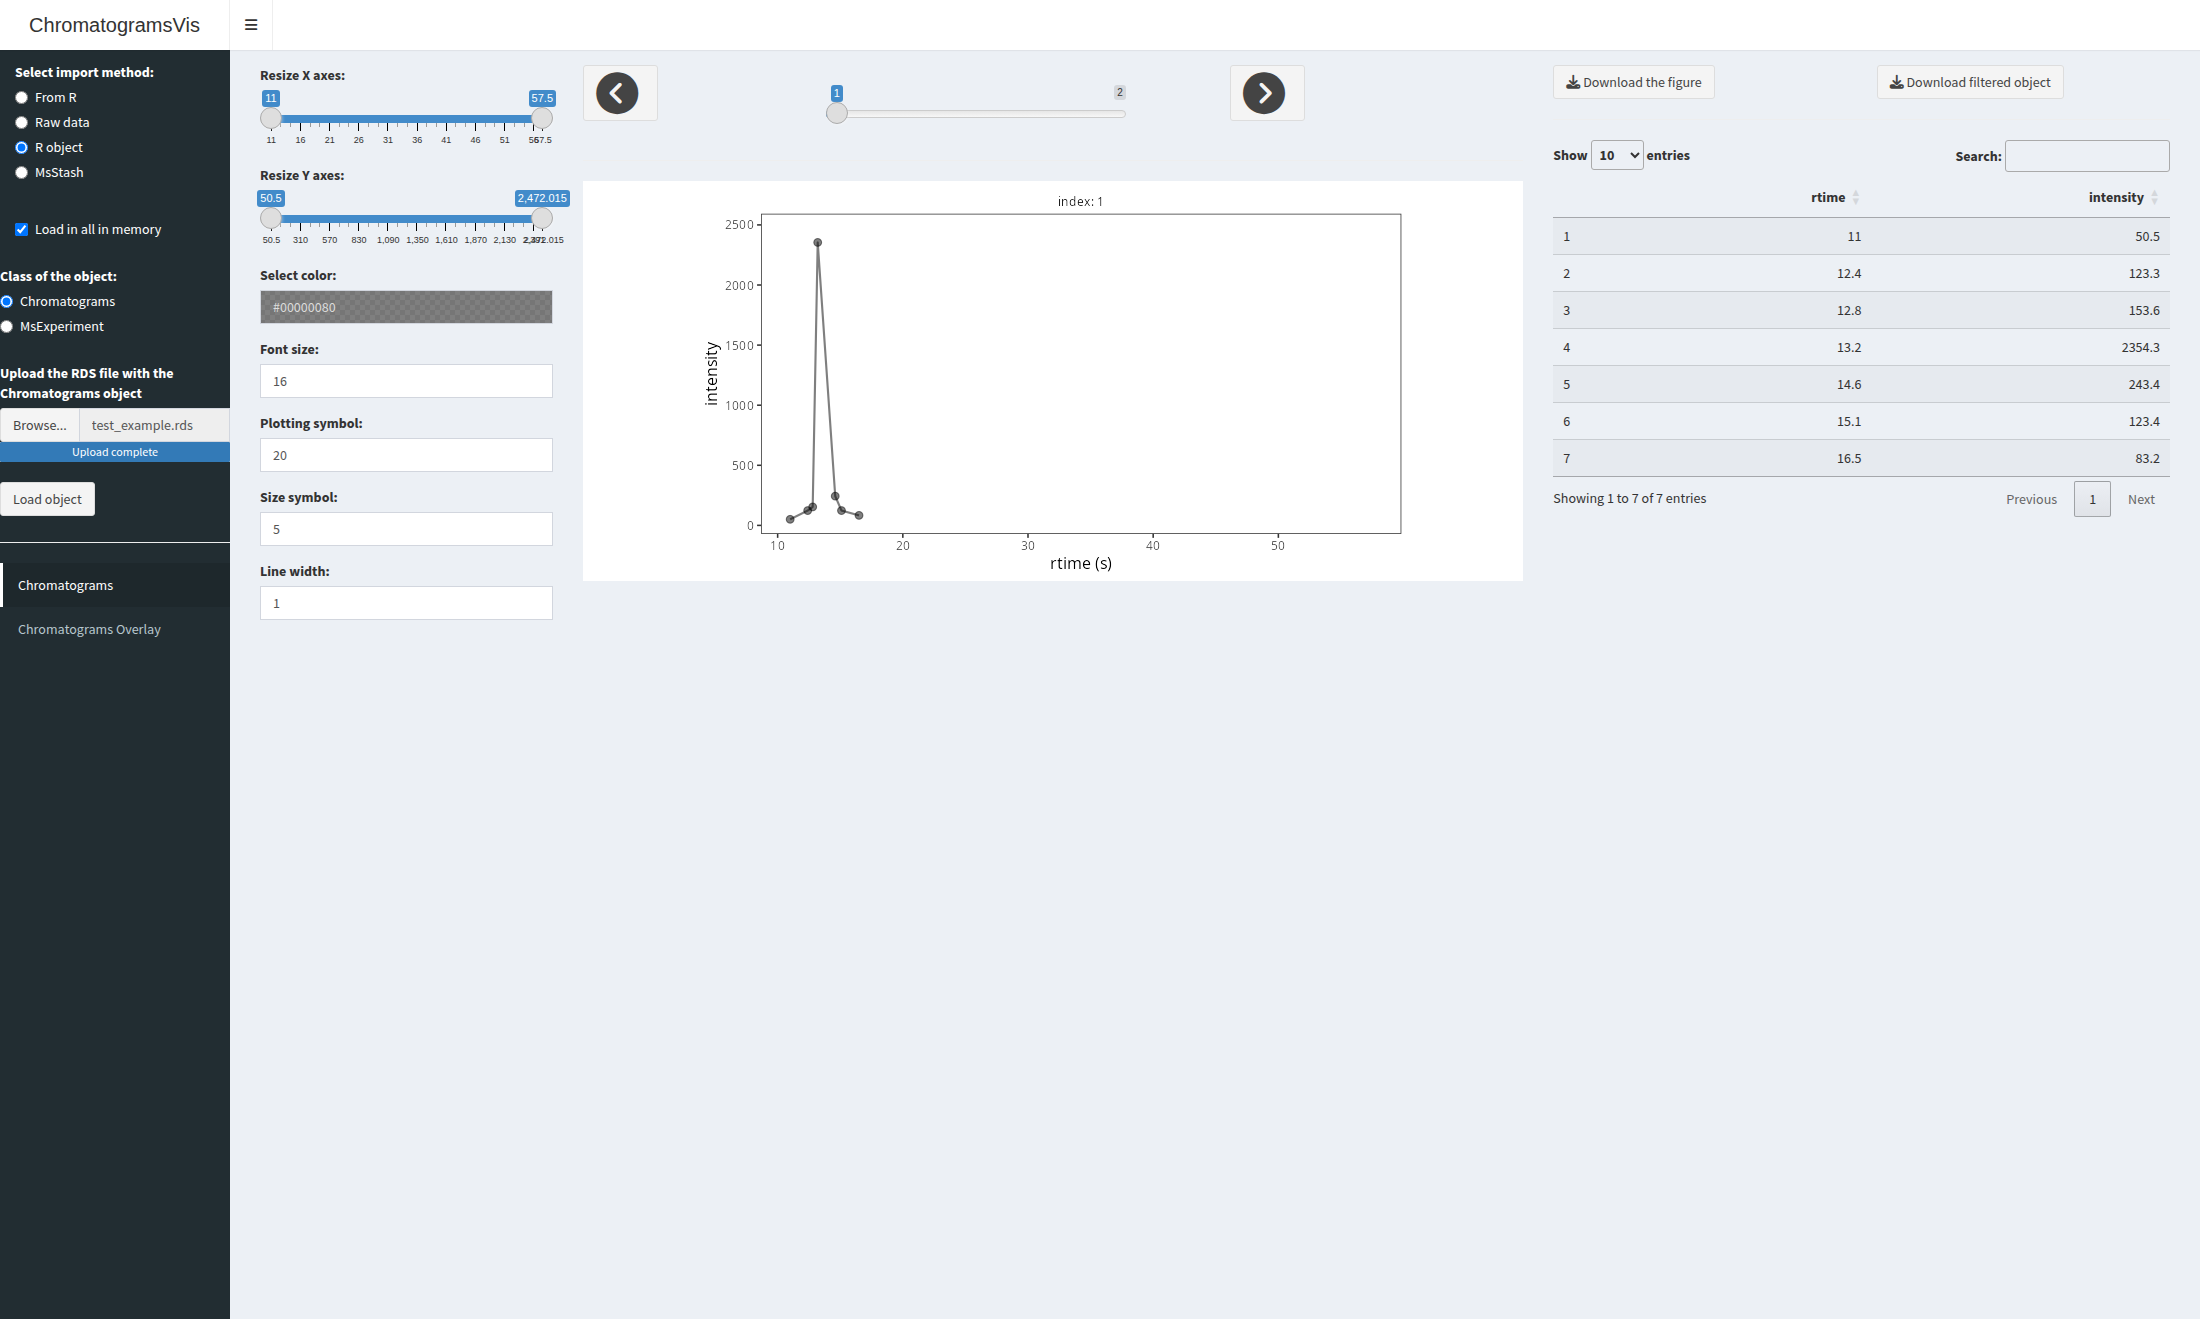 ChromatogramsVis
Select import method:
From R
Raw data
R object
MsStash
Load in all in memory
Class of the object:
Chromatograms
MsExperiment
Upload the RDS file with the
Chromatograms object
Browse... test_example.rds
Upload complete
Load object
Chromatograms
Chromatograms Overlay
Resize X axes:
11 57.5
11 16 21 26 31 36 41 46 51 57.5
Resize Y axes:
50.5 2,472.015
50.5 310 570 830 1,090 1,350 1,610 1,870 2,130
Select color:
#00000080
Font size:
16
Plotting symbol:
20
Size symbol:
5
Line width:
1
1 2
index: 1
2500
2000
1500
1000
500
0
intensity
10 20 30 40 50
rtime (s)
Download the figure
Download filtered object
Show 10 entries
Search:
rtime intensity
1 11 50.5
2 12.4 123.3
3 12.8 153.6
4 13.2 2354.3
5 14.6 243.4
6 15.1 123.4
7 16.5 83.2
Showing 1 to 7 of 7 entries
Previous 1 Next